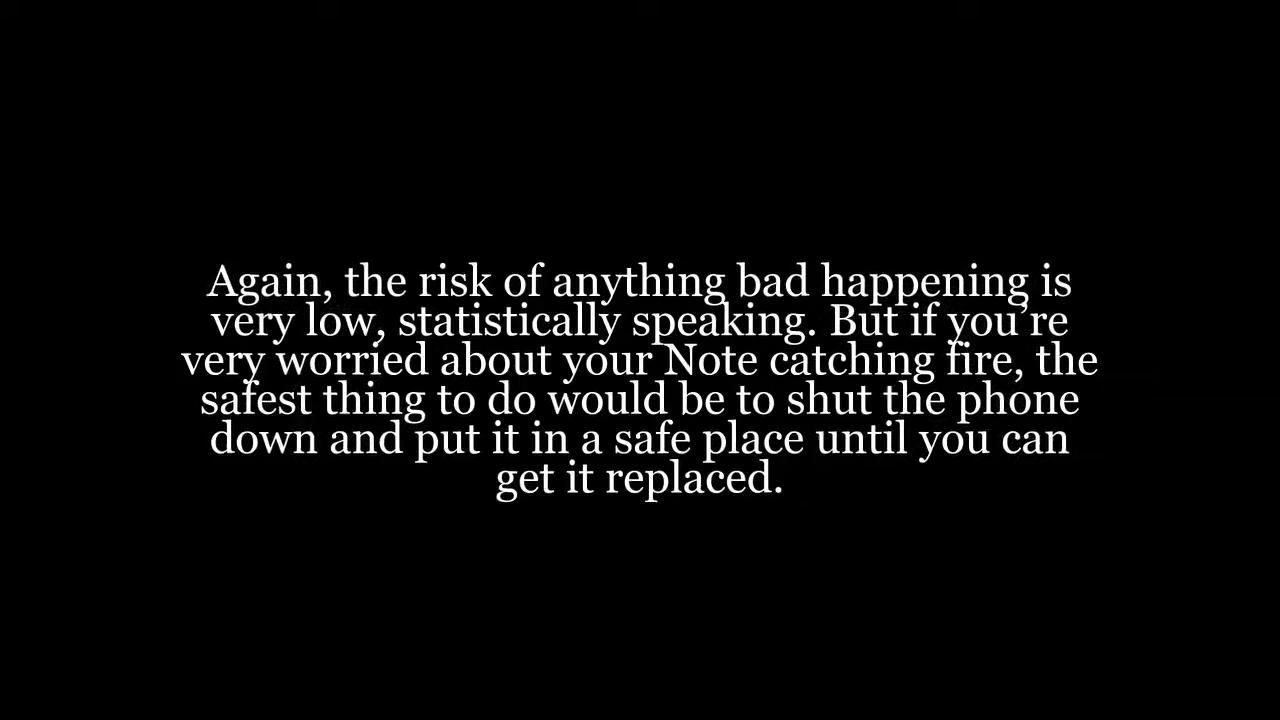 Again, the risk of anything bad happening is
very low, statistically speaking. But if you’re
very worried about your Note catching fire, the
safest thing to do would be to shut the phone
down and put it in a safe place until you can
get it replaced.